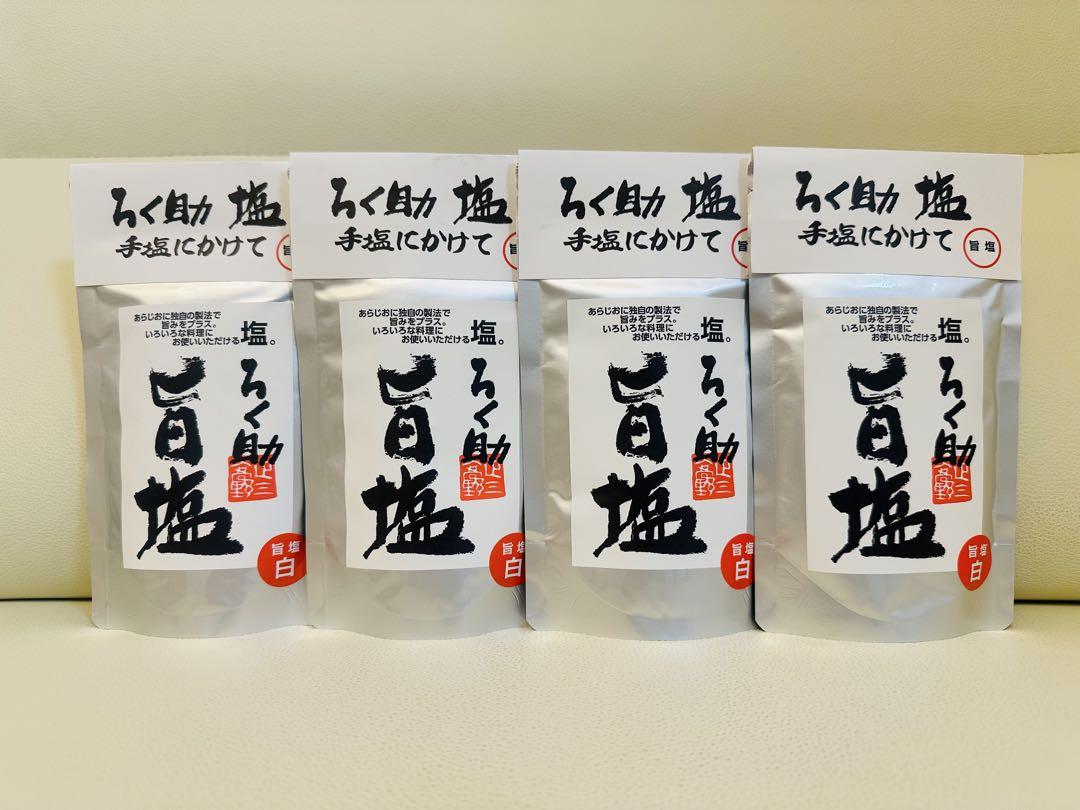 ろく助 塩
手塩にかけて
旨
あらじおに独自の製法で
旨みをプラス。
いろいろな料理に
お使いいただける塩。
ろく助
旨塩
旨塩
白
ろく助 塩
手塩にかけて
旨
あらじおに独自の製法で
旨みをプラス。
いろいろな料理に
お使いいただける塩。
ろく助
旨塩
旨塩
白
ろく助 塩
手塩にかけて
旨
あらじおに独自の製法で
旨みをプラス。
いろいろな料理に
お使いいただける塩。
ろく助
旨塩
旨塩
白
ろく助 塩
手塩にかけて
旨塩
あらじおに独自の製法で
旨みをプラス。
いろいろな料理に
お使いいただける塩。
ろく助
旨塩
旨塩
白